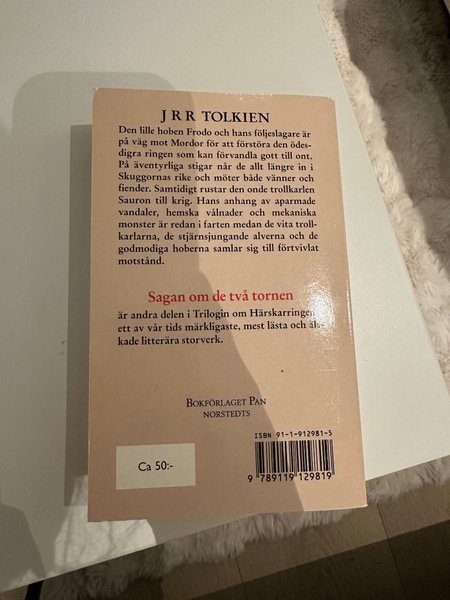 J R R TOLKIEN
Den lille hoben Frodo och hans följeslagare är
på väg mot Mordor för att förstöra den ödes-
digra ringen som kan förvandla gott till ont.
På äventyrliga stigar når de allt längre in i
Skuggornas rike och möter både vänner och
fiender. Samtidigt rustar den onde trollkarlen
Sauron till krig. Hans anhang av aparmade
vandaler, hemska vålnader och mekaniska
monster är redan i farten medan de vita troll-
karlarna, de stjärnsjungande alverna och de
godmodiga hoberna samlar sig till förtvivlat
motstånd.
Sagan om de två tornen
är andra delen i Trilogin om Härskarringen
ett av vår tids märkligaste, mest lästa och äls
kade litterära storverk.
BOKFÖRLAGET PAN
NORSTEDTS
ISBN 91-1-912981-5
Ca 50:-
9 789119 129819